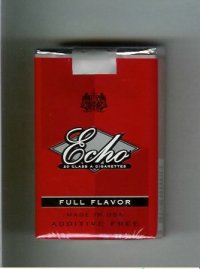 Echo
20 CLASS A CIGARETTES
FULL FLAVOR
MADE IN USA
ADDITIVE FREE